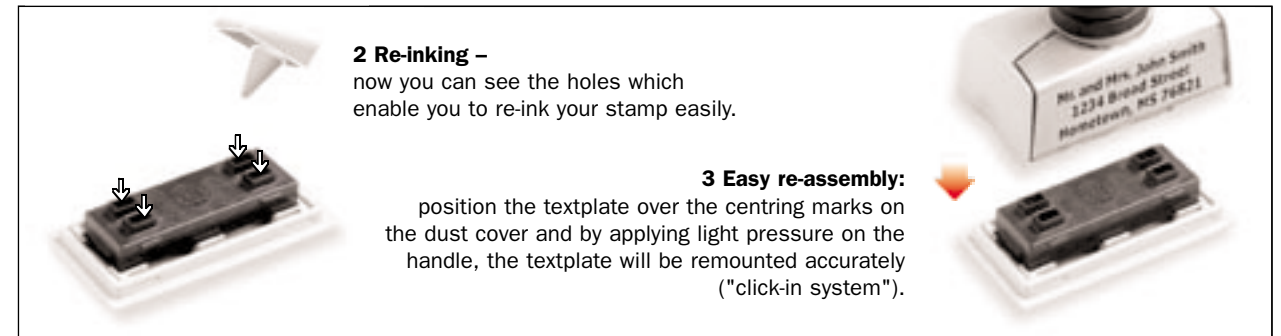 2 Re-inking –
now you can see the holes which
enable you to re-ink your stamp easily.
Mr. and Mrs. John Smith
1234 Broad Street
Hometown, MS 76821
3 Easy re-assembly:
position the textplate over the centring marks on
the dust cover and by applying light pressure on the
handle, the textplate will be remounted accurately
("click-in system").